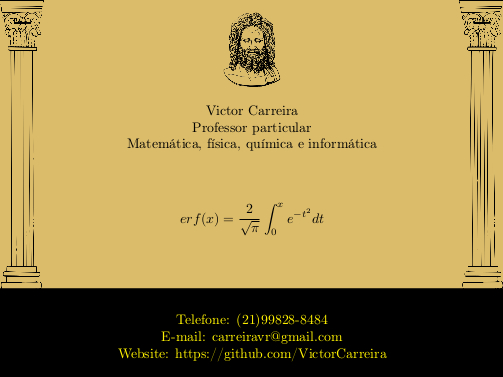 Victor Carreira
Professor particular
Matemática, física, química e informática
erf(x) = \frac{2}{\sqrt{\pi}} \int_0^x e^{-t^2} dt
Telefone: (21)99828-8484
E-mail: carreiravr@gmail.com
Website: https://github.com/VictorCarreira